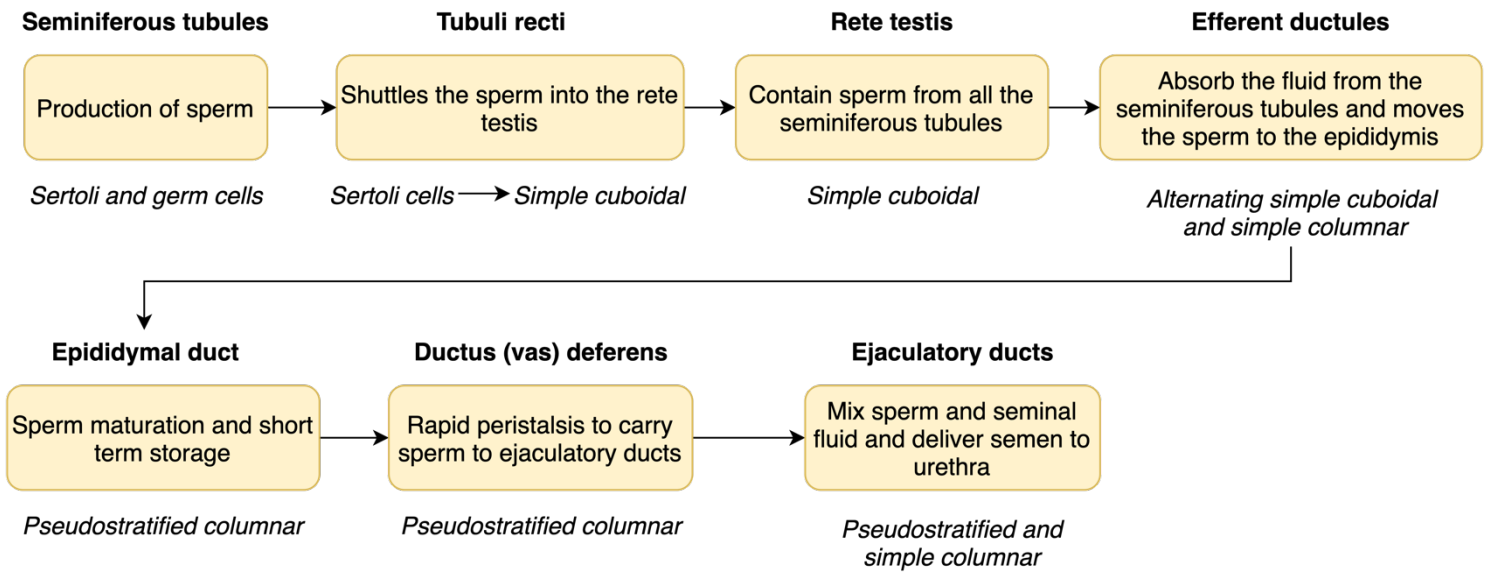 Seminiferous tubules
Production of sperm
Sertoli and germ cells
Tubuli recti
Shuttles the sperm into the rete
testis
Sertoli cells
Simple cuboidal
Rete testis
Contain sperm from all the
seminiferous tubules
Simple cuboidal
Efferent ductules
Absorb the fluid from the
seminiferous tubules and moves
the sperm to the epididymis
Alternating simple cuboidal
and simple columnar
Epididymal duct
Sperm maturation and short
term storage
Pseudostratified columnar
Ductus (vas) deferens
Rapid peristalsis to carry
sperm to ejaculatory ducts
Pseudostratified columnar
Ejaculatory ducts
Mix sperm and seminal
fluid and deliver semen to
urethra
Pseudostratified and
simple columnar